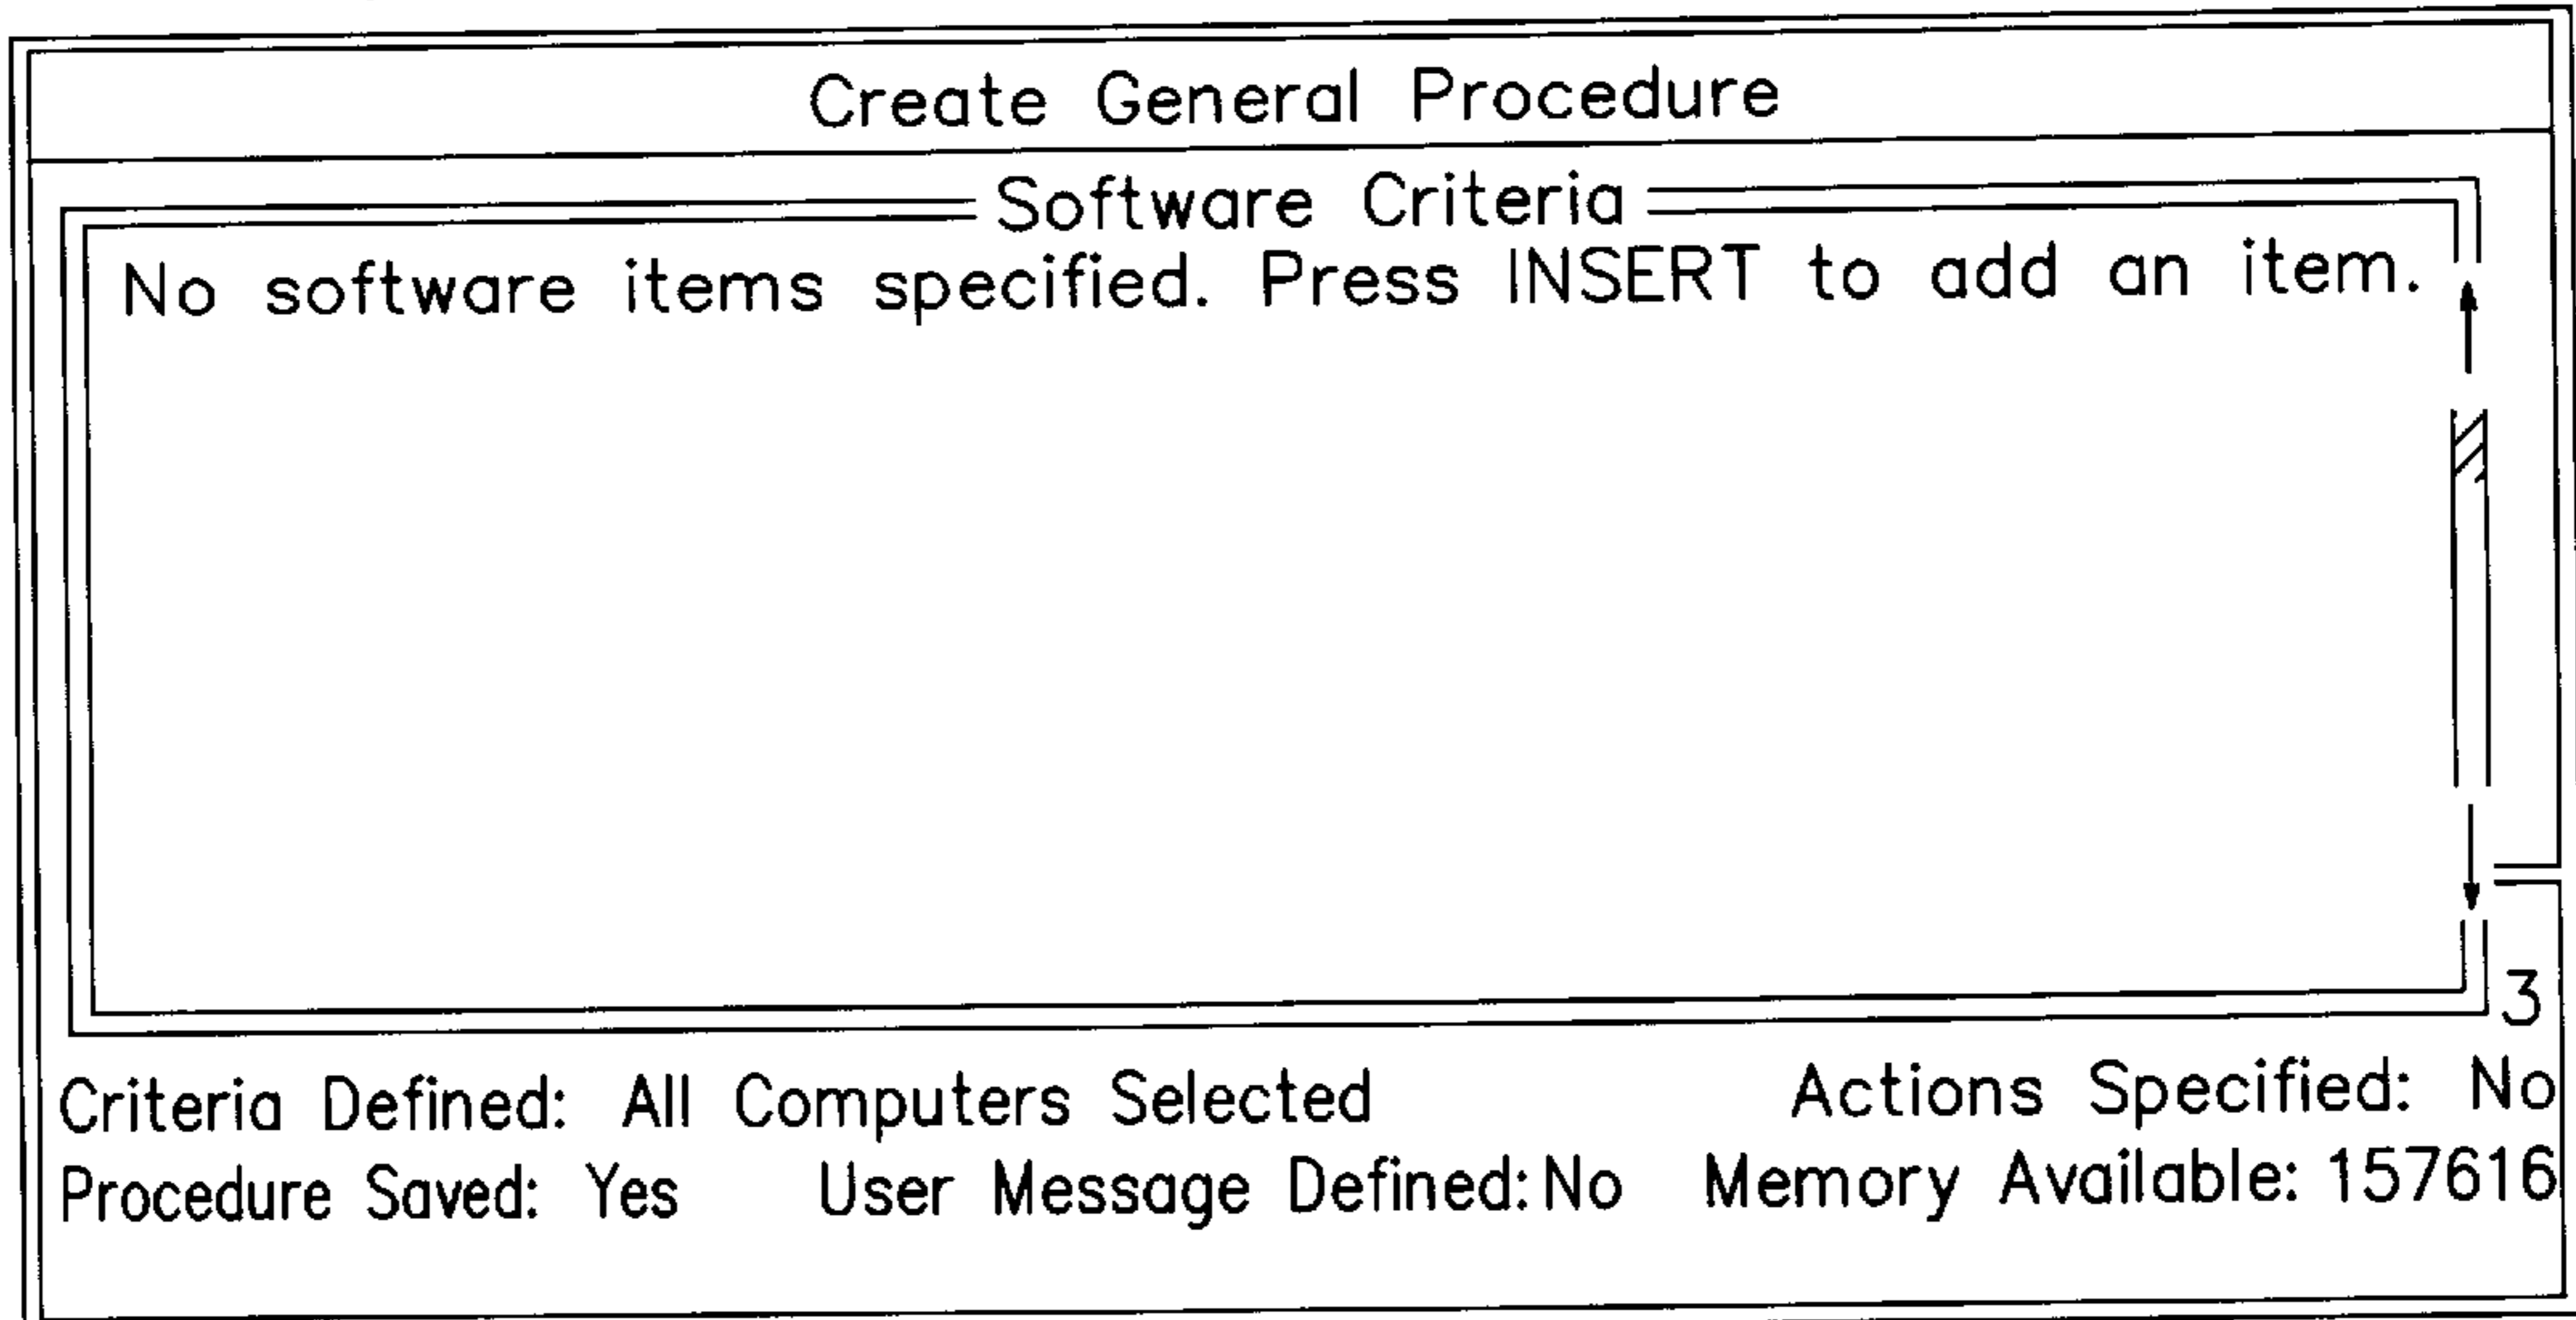 Create General Procedure
Software Criteria
No software items specified. Press INSERT to add an item.
3
Criteria Defined: All Computers Selected Actions Specified: No
Procedure Saved: Yes User Message Defined: No Memory Available: 157616